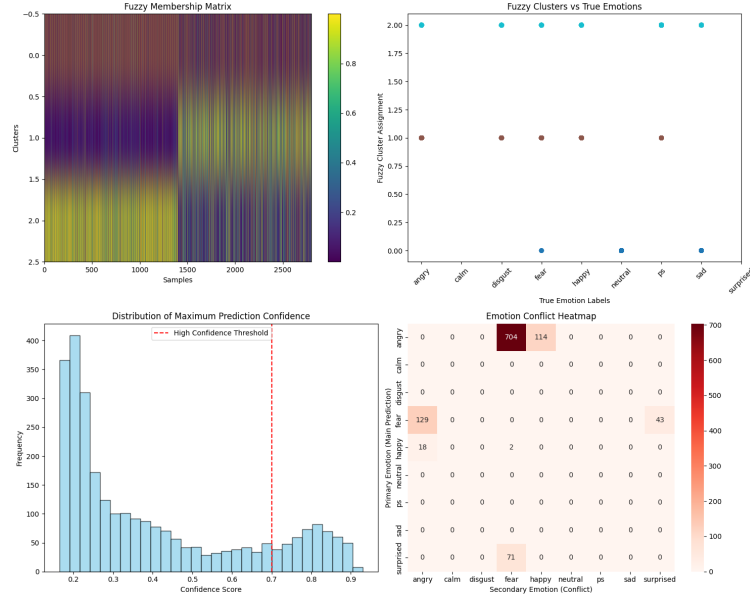 Fuzzy Membership Matrix
−0.5
0.0
0.5
1.0
1.5
2.0
2.5
Clusters
0 500 1000 1500 2000 2500
Samples
0.8
0.6
0.4
0.2
Fuzzy Clusters vs True Emotions
2.00
1.75
1.50
1.25
1.00
0.75
0.50
0.25
0.00
Fuzzy Cluster Assignment
angry calm disgust fear happy neutral ps sad surprised
True Emotion Labels
Distribution of Maximum Prediction Confidence
High Confidence Threshold
400
350
300
250
200
150
100
50
0
Frequency
0.2 0.3 0.4 0.5 0.6 0.7 0.8 0.9
Confidence Score
Emotion Conflict Heatmap
Primary Emotion (Main Prediction)
angry 0 0 0 704 114 0 0 0 0
calm 0 0 0 0 0 0 0 0 0
disgust 0 0 0 0 0 0 0 0 0
fear 129 0 0 0 0 0 0 0 43
happy 18 0 0 2 0 0 0 0 0
neutral 0 0 0 0 0 0 0 0 0
ps 0 0 0 0 0 0 0 0 0
sad 0 0 0 0 0 0 0 0 0
surprised 0 0 0 71 0 0 0 0 0
angry calm disgust fear happy neutral ps sad surprised
Secondary Emotion (Conflict)
700
600
500
400
300
200
100
0